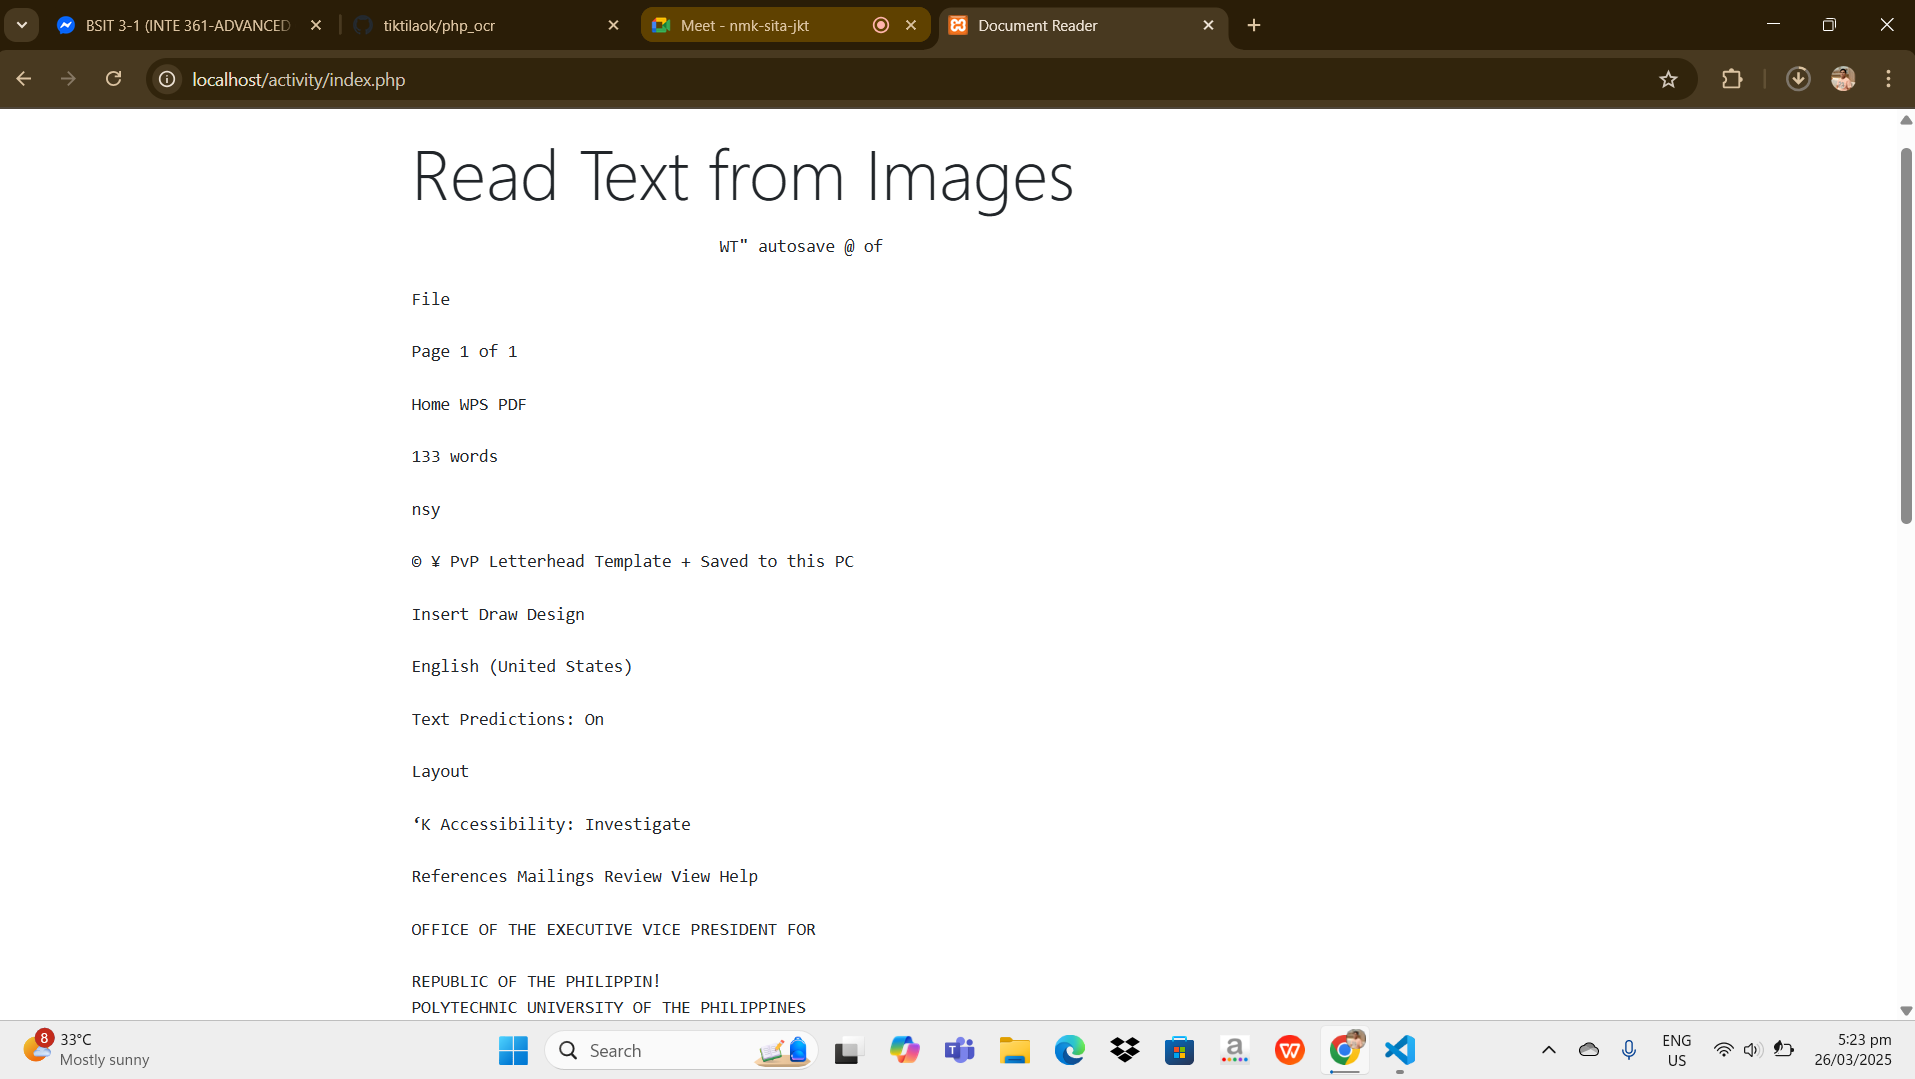 BSIT 3-1 (INTE 361-ADVANCED
tiktilaok/php_ocr
Meet - nmk-sita-jkt
Document Reader
localhost/activity/index.php
Read Text from Images
WT" autosave @ of
File
Page 1 of 1
Home WPS PDF
133 words
nsy
© ¥ PvP Letterhead Template + Saved to this PC
Insert Draw Design
English (United States)
Text Predictions: On
Layout
‘K Accessibility: Investigate
References Mailings Review View Help
OFFICE OF THE EXECUTIVE VICE PRESIDENT FOR
REPUBLIC OF THE PHILIPPIN!
POLYTECHNIC UNIVERSITY OF THE PHILIPPINES
8
33°C
Mostly sunny
Search
ENG
US
5:23 pm
26/03/2025